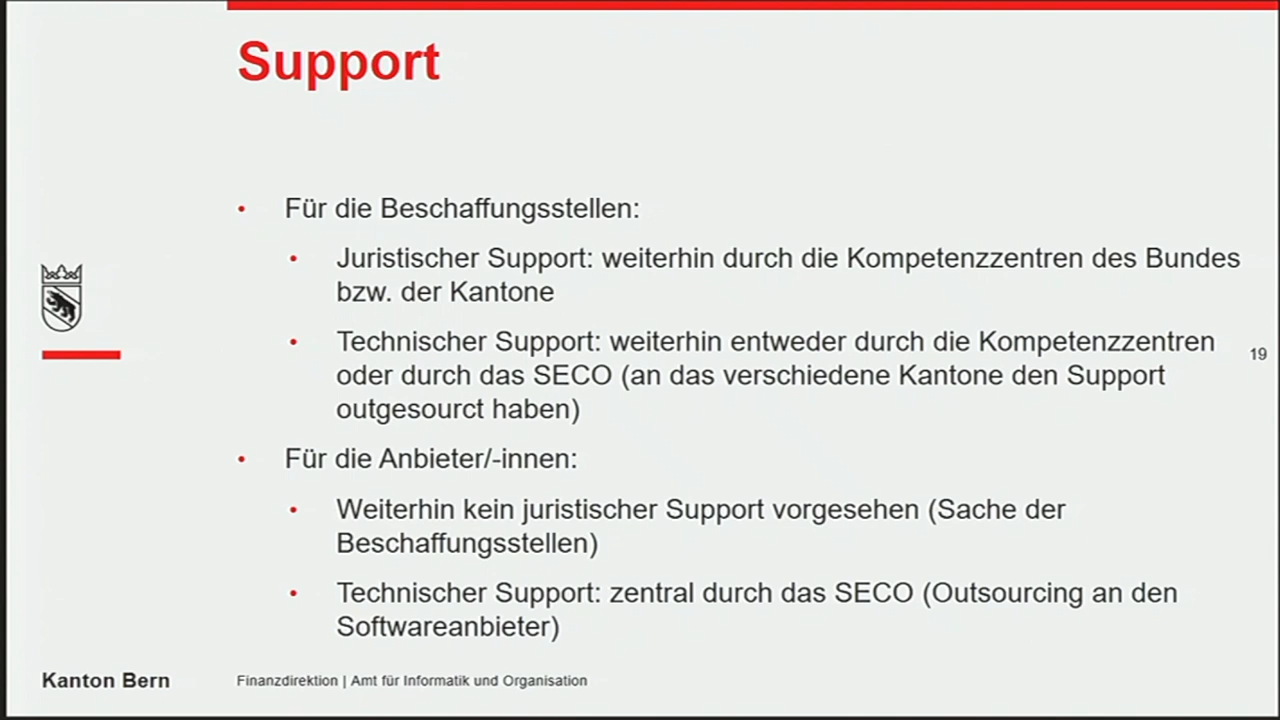 Support
• Für die Beschaffungsstellen:
• Juristischer Support: weiterhin durch die Kompetenzzentren des Bundes
bzw. der Kantone
• Technischer Support: weiterhin entweder durch die Kompetenzzentren
oder durch das SECO (an das verschiedene Kantone den Support
outgesourct haben)
19
• Für die Anbieter/-innen:
• Weiterhin kein juristischer Support vorgesehen (Sache der
Beschaffungsstellen)
• Technischer Support: zentral durch das SECO (Outsourcing an den
Softwareanbieter)
Kanton Bern
Finanzdirektion | Amt für Informatik und Organisation